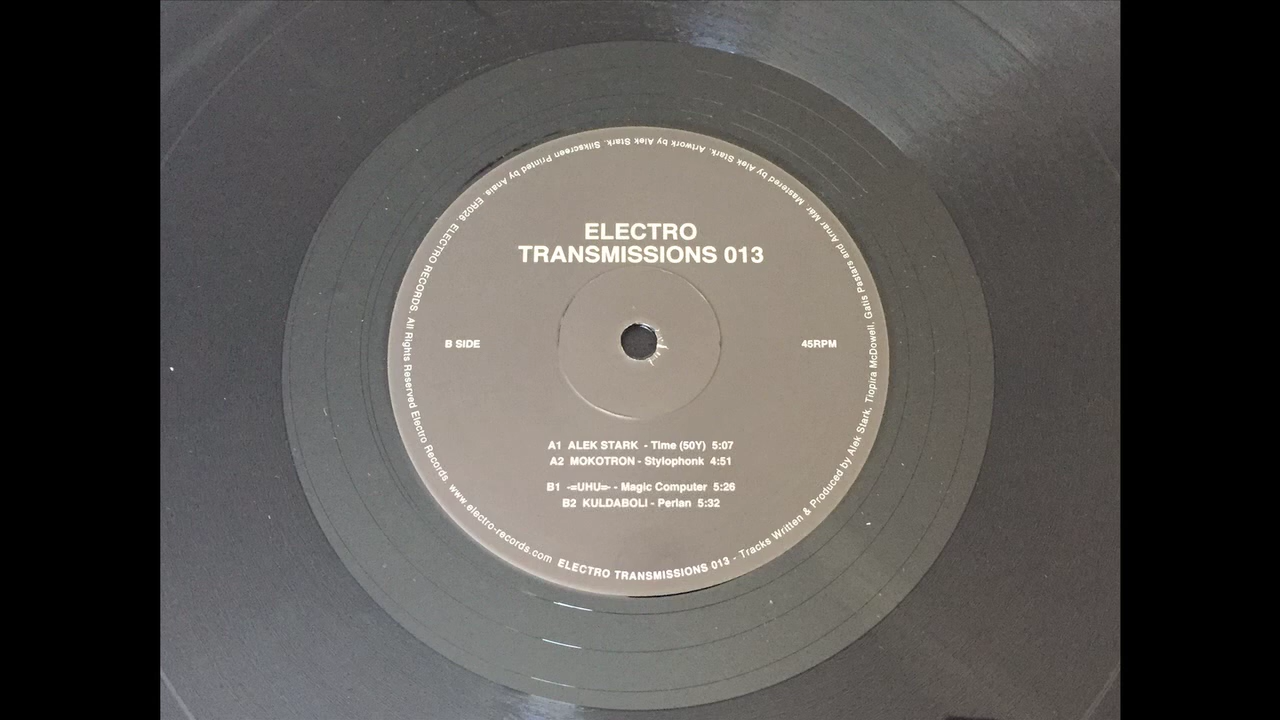 ELECTRO
TRANSMISSIONS 013
B SIDE
45RPM
A1 ALEK STARK - Time (50Y) 5:07
A2 MOKOTRON - Stylophonk 4:51
B1 -=UHU=- - Magic Computer 5:26
B2 KULDABOLI - Perlan 5:32
ELECTRO TRANSMISSIONS 013 - Tracks Written & Produced by Alek Stark, Tiopira McDowell, Gatis Pastars and Arnar Már. Mastered by Alek Stark. Artwork by Alek Stark. Silkscreen Printed by Anaïs. ER026. ELECTRO RECORDS. All Rights Reserved Electro Records www.electro-records.com